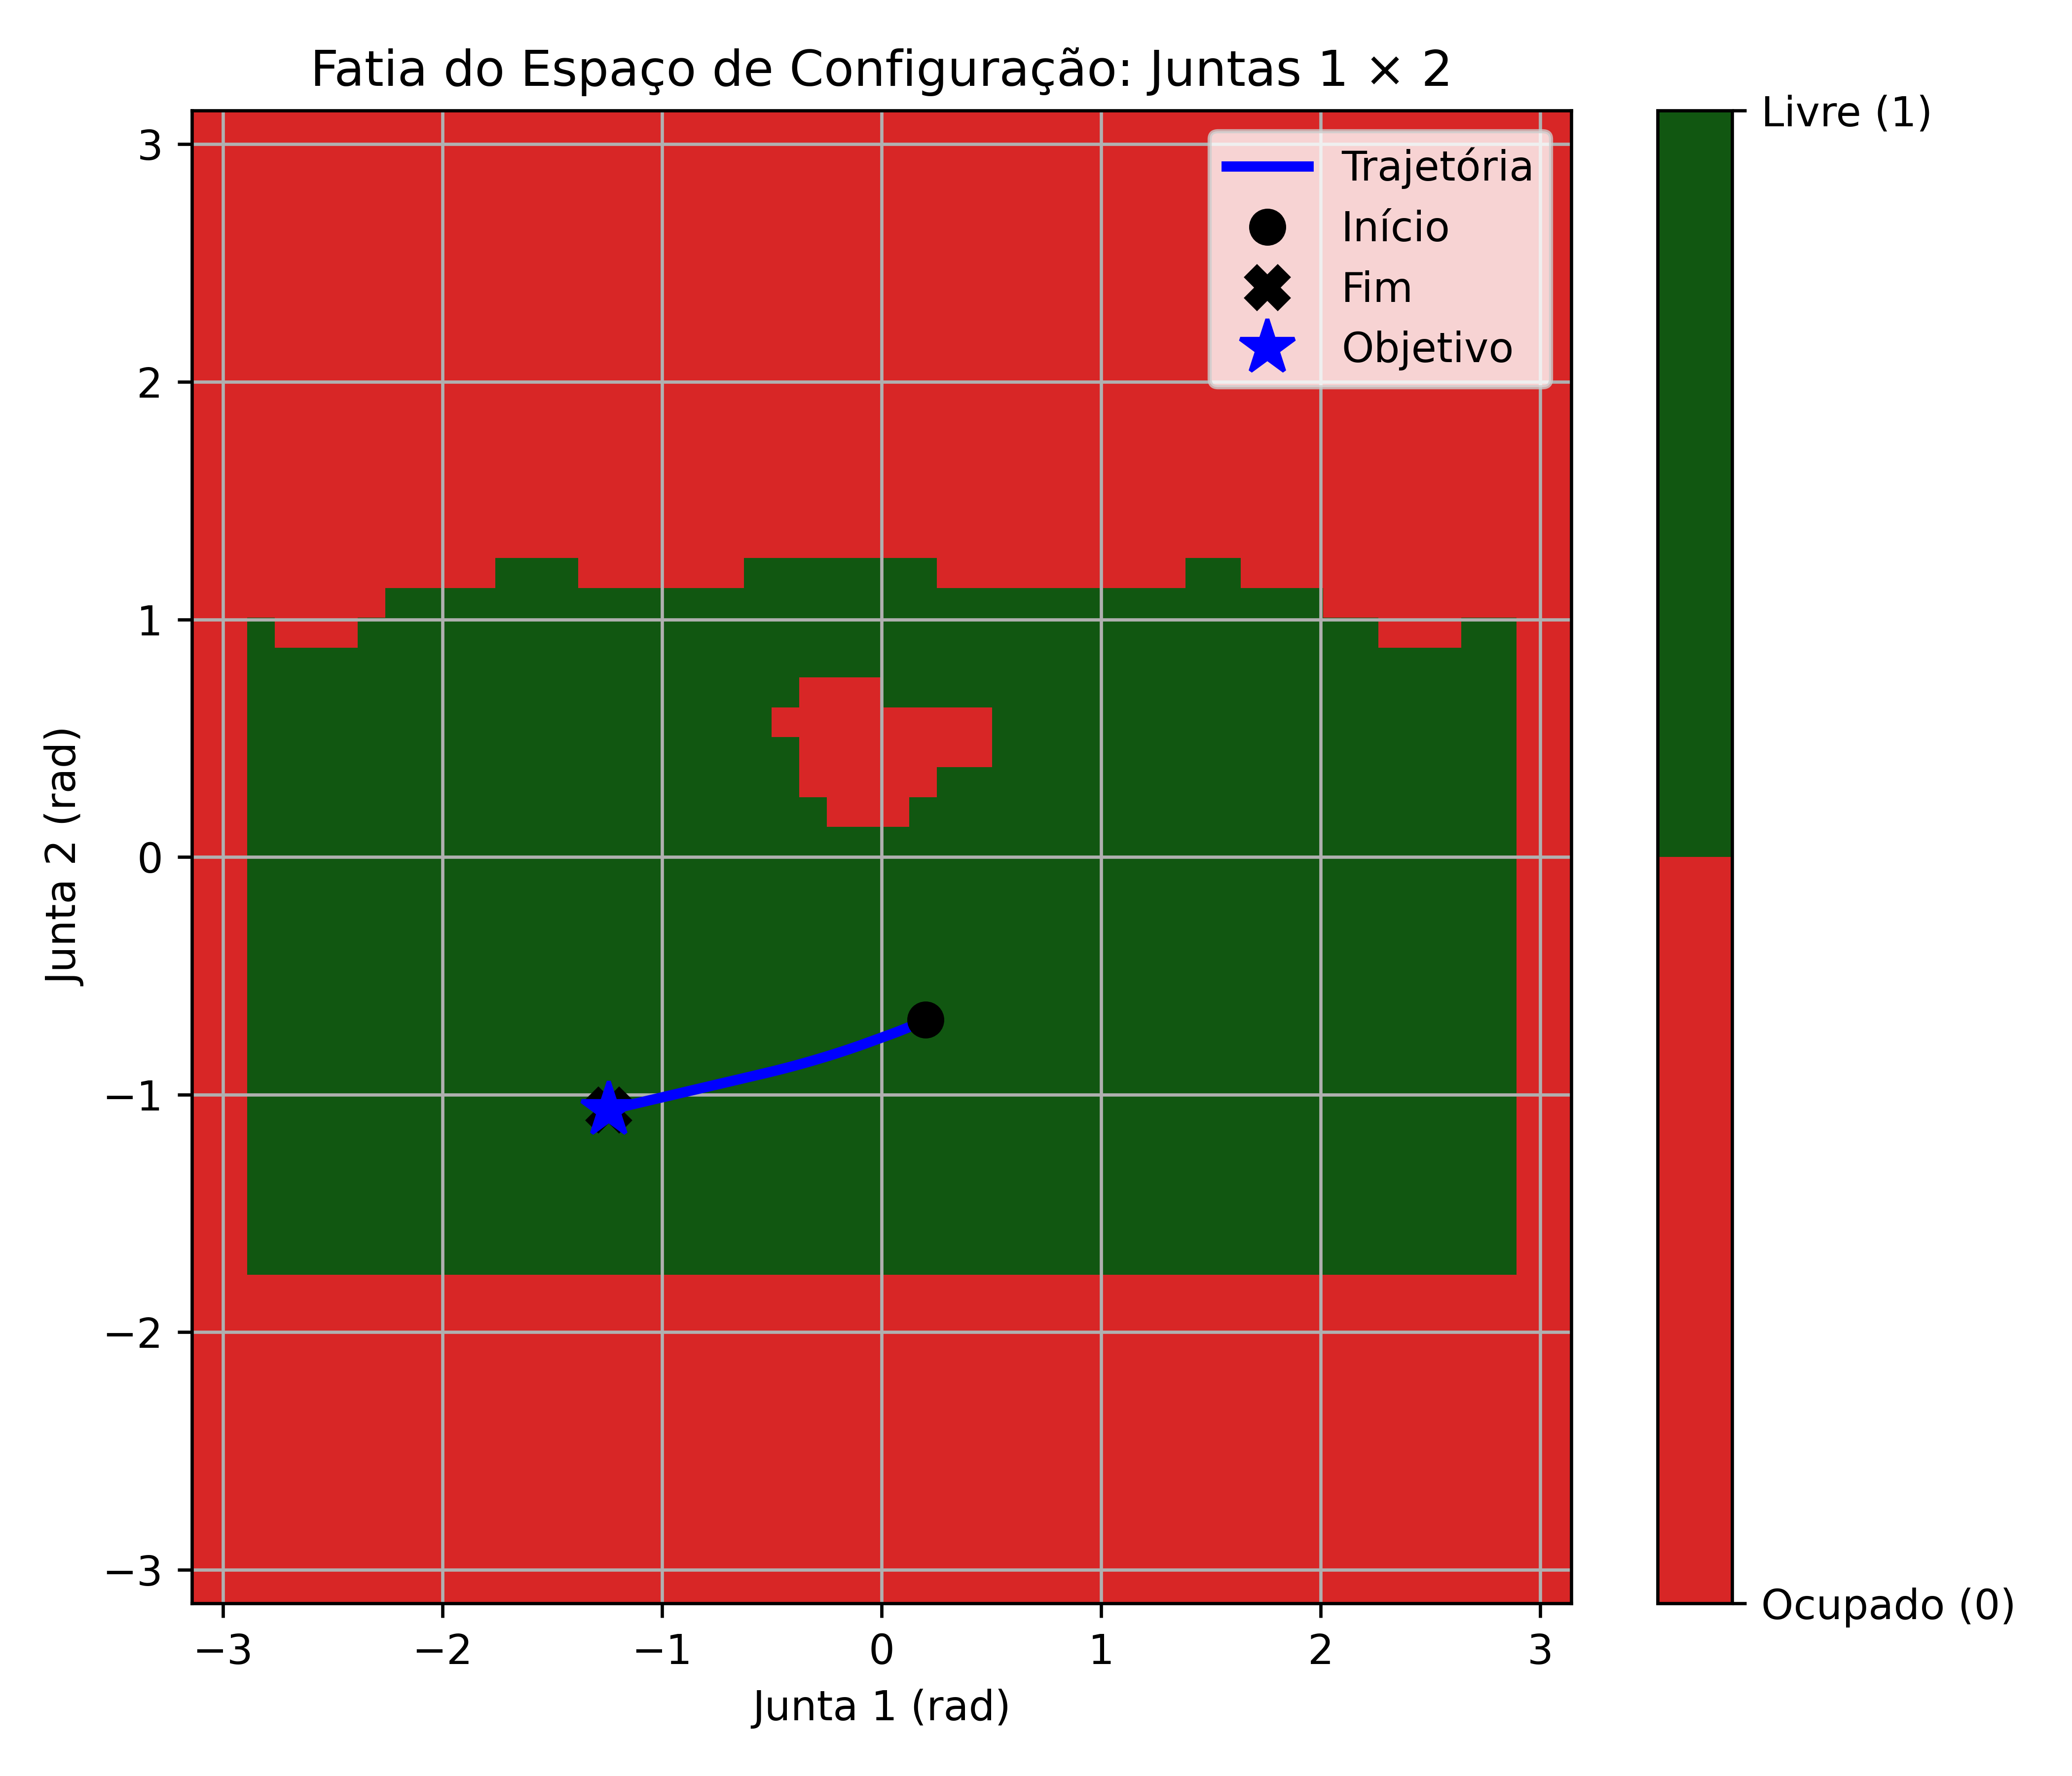 Fatia do Espaço de Configuração: Juntas 1 × 2
Trajetória
Início
Fim
Objetivo
Livre (1)
Ocupado (0)
3
2
1
0
−1
−2
−3
Junta 2 (rad)
−3
−2
−1
0
1
2
3
Junta 1 (rad)